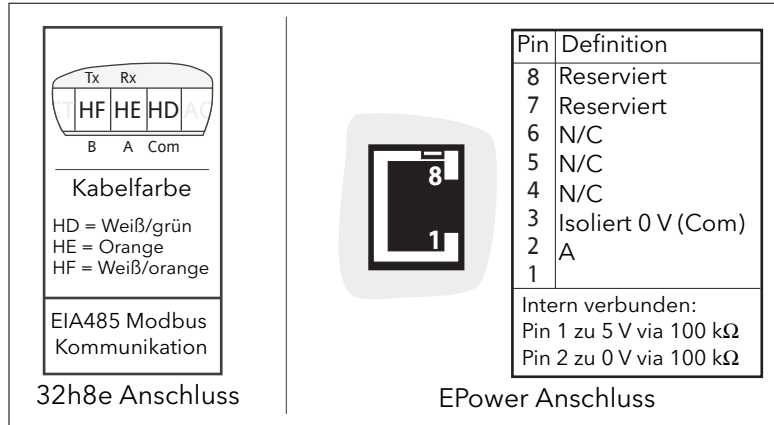 Tx Rx
HF HE HD
B A Com
Kabelfarbe
HD = Weiß/grün
HE = Orange
HF = Weiß/orange
EIA485 Modbus
Kommunikation
32h8e Anschluss
8
1
Pin Definition
8 Reserviert
7 Reserviert
6 N/C
5 N/C
4 N/C
3 Isoliert 0 V (Com)
2 A
1
Intern verbunden:
Pin 1 zu 5 V via 100 kΩ
Pin 2 zu 0 V via 100 kΩ
EPower Anschluss